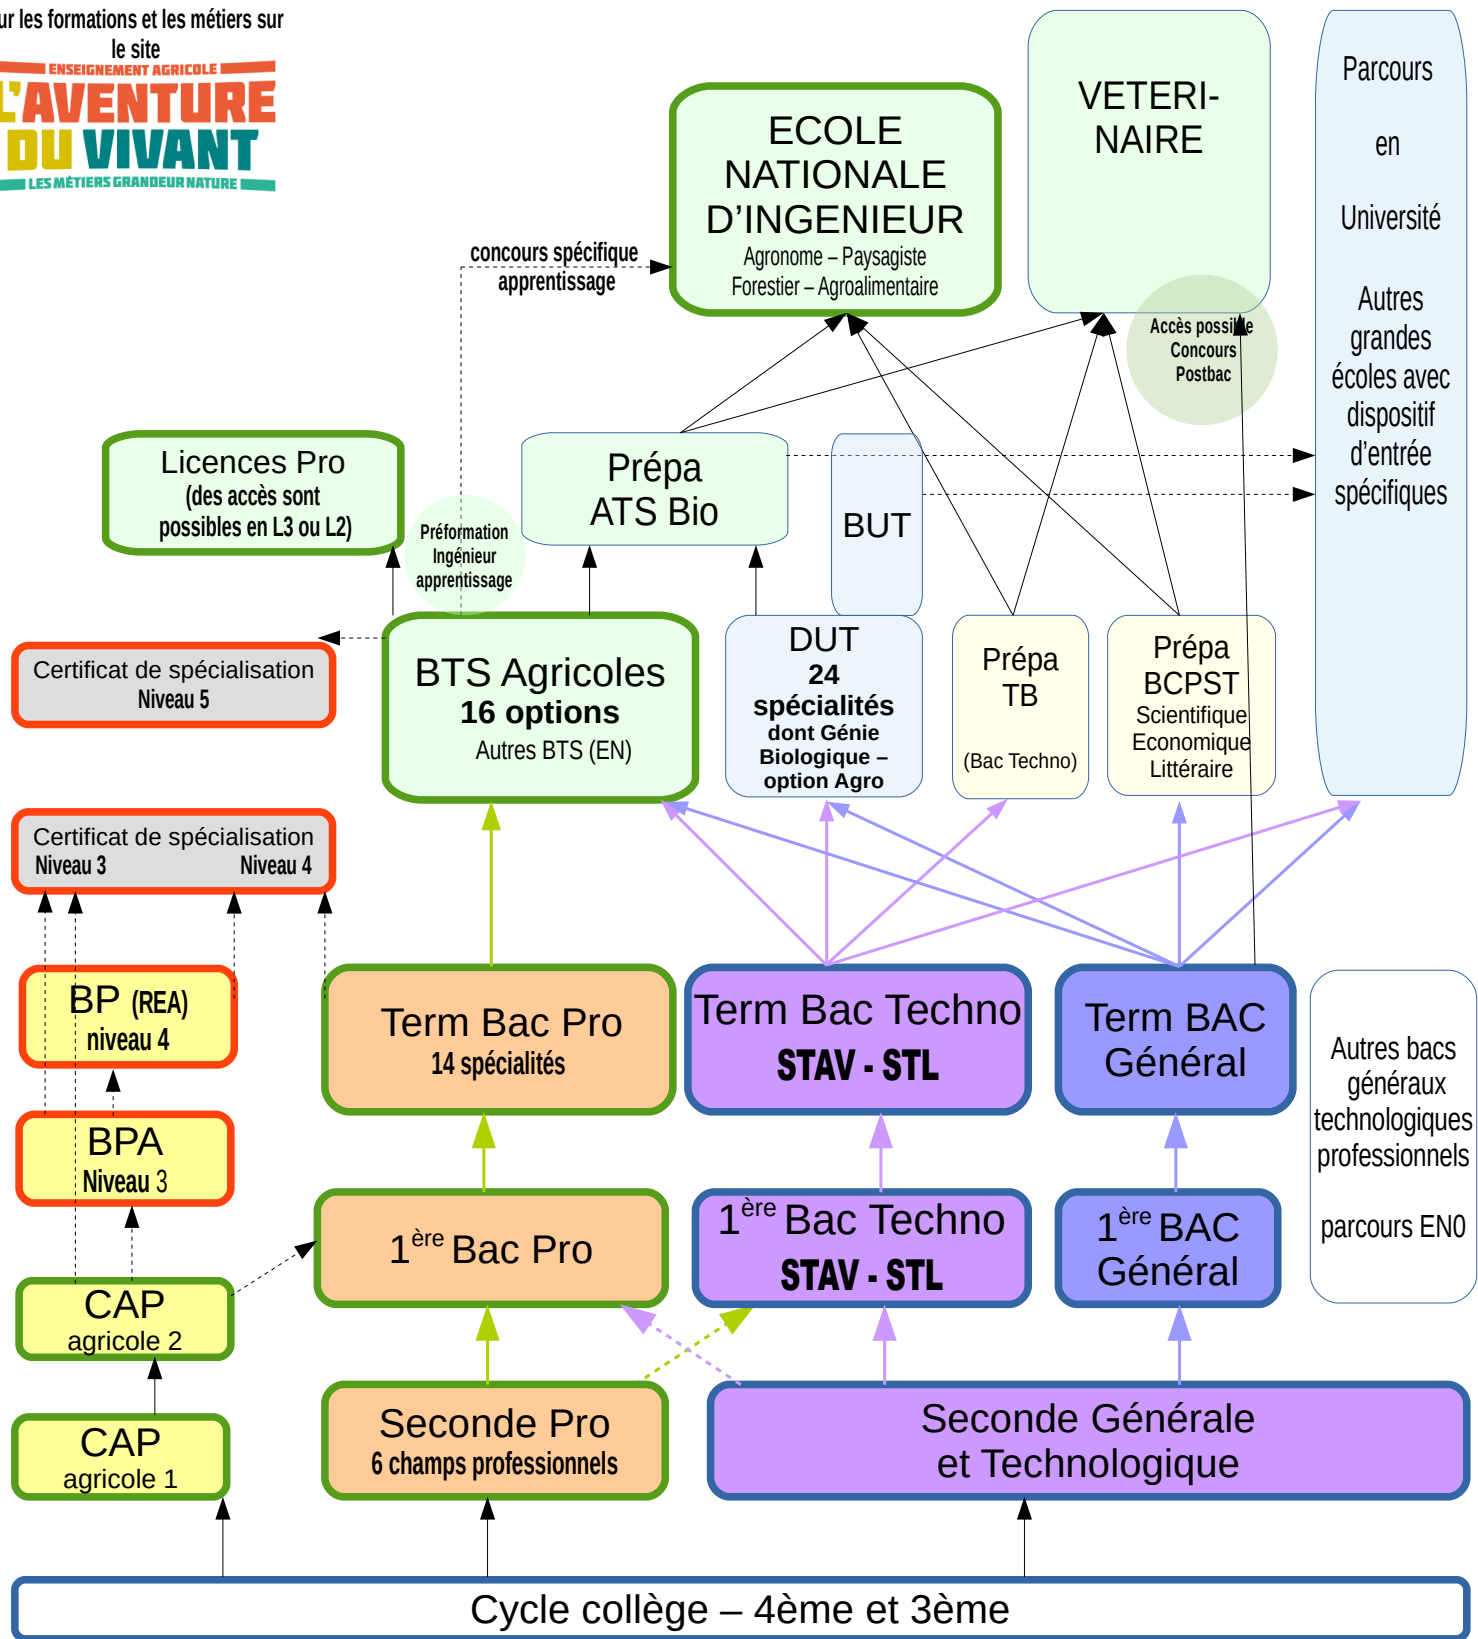 ur les formations et les métiers sur
le site
ENSEIGNEMENT AGRICOLE
L'AVENTURE
DU VIVANT
LES MÉTIERS GRANDEUR NATURE
ECOLE
NATIONALE
D’INGENIEUR
Agronome – Paysagiste
Forestier – Agroalimentaire
VETERI-
NAIRE
Parcours
en
Université
Autres
grandes
écoles avec
dispositif
d’entrée
spécifiques
concours spécifique
apprentissage
Accès possible
Concours
Postbac
Licences Pro
(des accès sont
possibles en L3 ou L2)
Préformation
Ingénieur
apprentissage
Prépa
ATS Bio
BUT
Certificat de spécialisation
Niveau 5
BTS Agricoles
16 options
Autres BTS (EN)
DUT
24
spécialités
dont Génie
Biologique –
option Agro
Prépa
TB
(Bac Techno)
Prépa
BCPST
Scientifique
Economique
Littéraire
Certificat de spécialisation
Niveau 3 Niveau 4
BP (REA)
niveau 4
Term Bac Pro
14 spécialités
Term Bac Techno
STAV - STL
Term BAC
Général
Autres bacs
généraux
technologiques
professionnels
parcours EN0
BPA
Niveau 3
1ère Bac Pro
1ère Bac Techno
STAV - STL
1ère BAC
Général
CAP
agricole 2
CAP
agricole 1
Seconde Pro
6 champs professionnels
Seconde Générale
et Technologique
Cycle collège – 4ème et 3ème